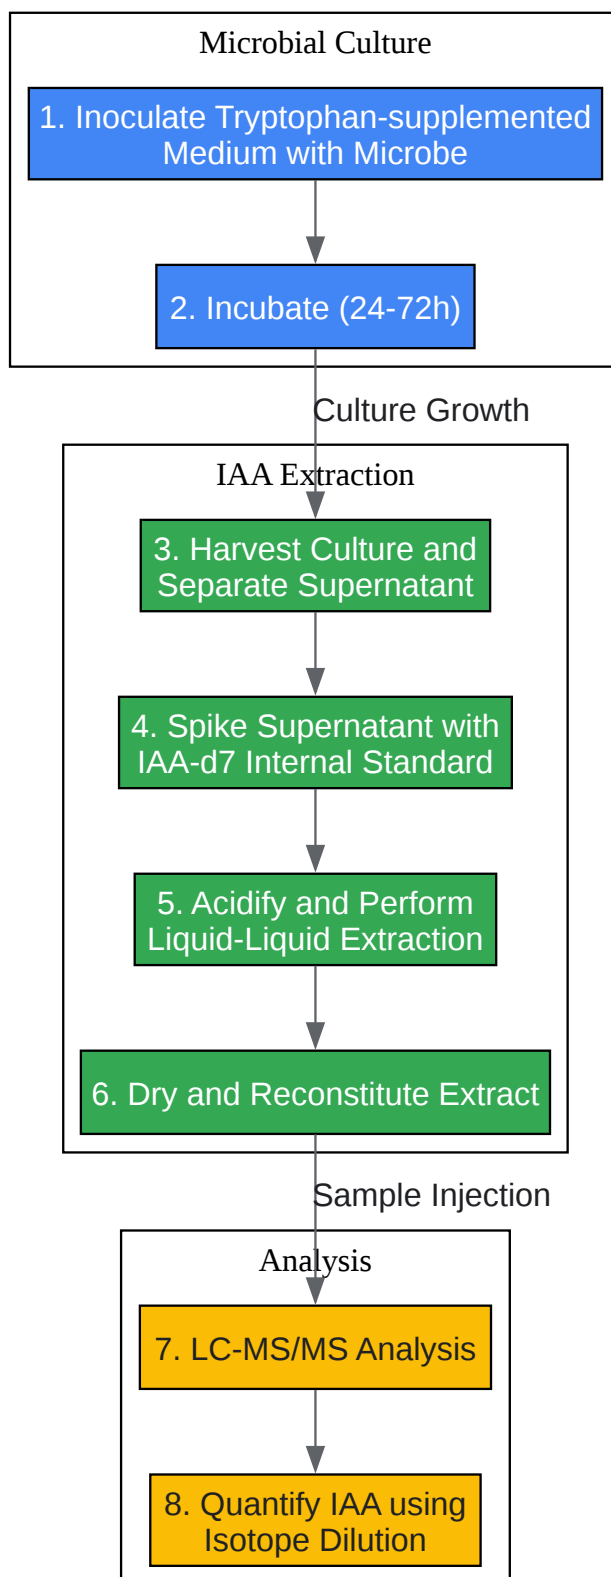 Microbial Culture
1. Inoculate Tryptophan-supplemented
Medium with Microbe
2. Incubate (24-72h)
Culture Growth
IAA Extraction
3. Harvest Culture and
Separate Supernatant
4. Spike Supernatant with
IAA-d7 Internal Standard
5. Acidify and Perform
Liquid-Liquid Extraction
6. Dry and Reconstitute Extract
Sample Injection
Analysis
7. LC-MS/MS Analysis
8. Quantify IAA using
Isotope Dilution